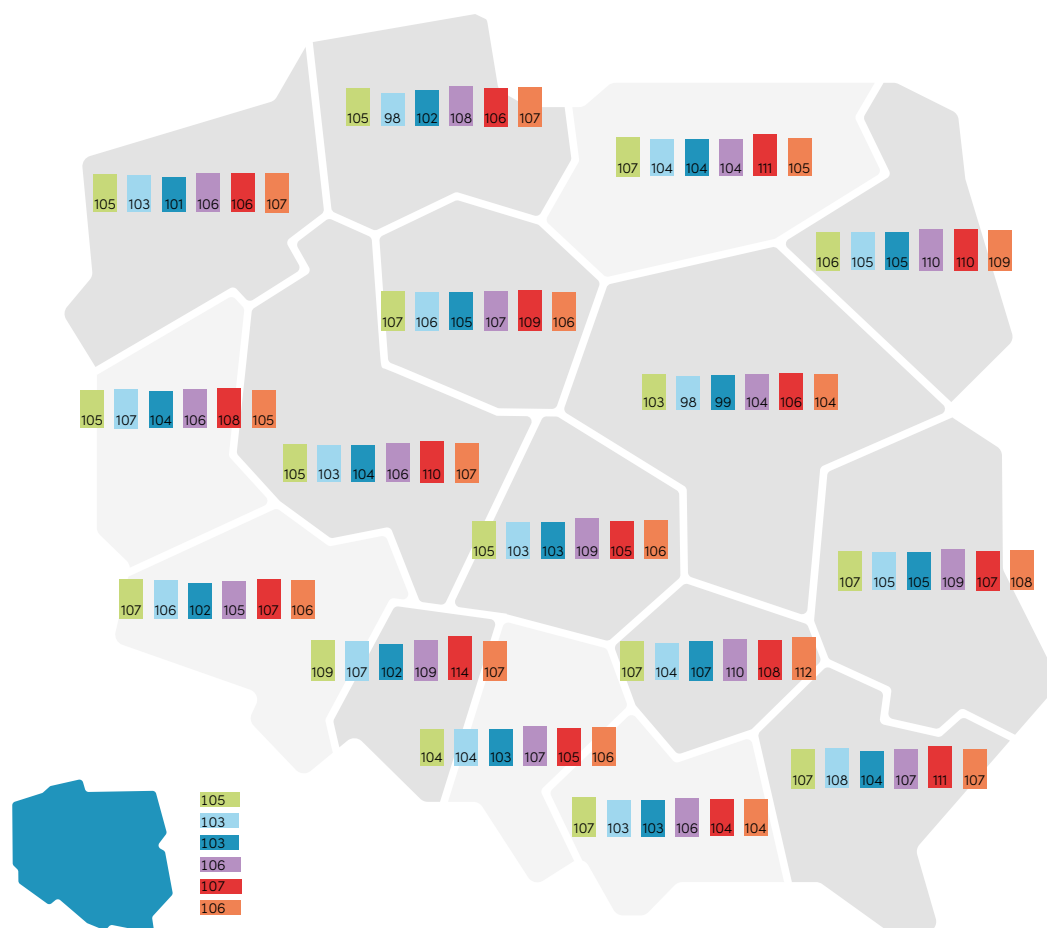 105 98 102 108 106 107
107 104 104 104 111 105
105 103 101 106 106 107
106 105 105 110 110 109
107 106 105 107 109 106
103 98 99 104 106 104
105 107 104 106 108 105
105 103 104 106 110 107
105 103 103 109 105 106
107 105 105 109 107 108
107 106 102 105 107 106
109 107 102 109 114 107
107 104 107 110 108 112
104 104 103 107 105 106
107 108 104 107 111 107
107 103 103 106 104 104
105
103
103
106
107
106